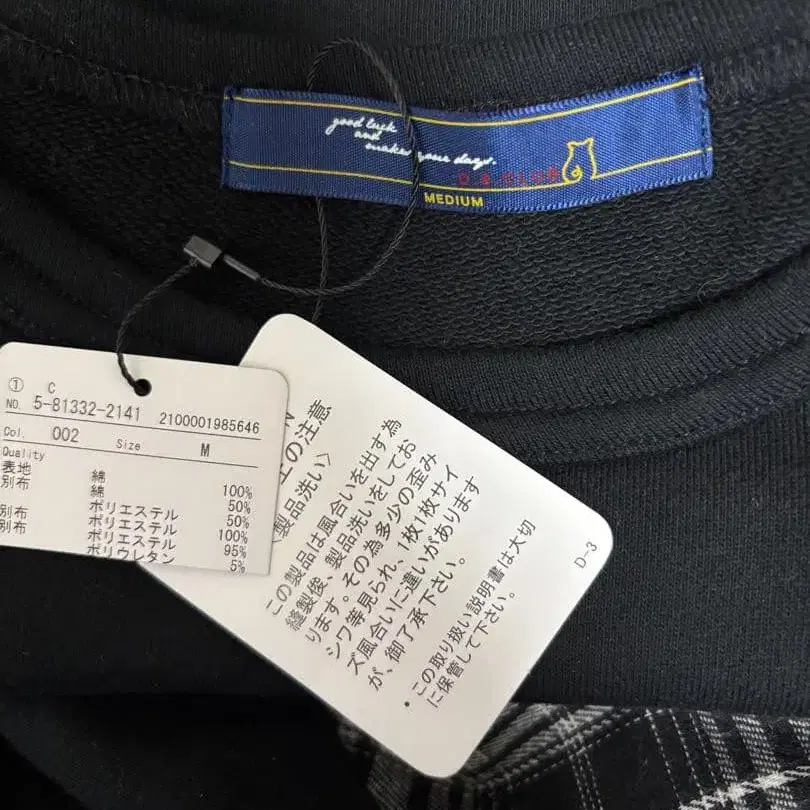 good luck
and
makes your days.
MEDIUM
① C
NO. 5-81332-2141 2100001985646
Col. 002 Size M
Quality
表地 綿 100%
別布 綿 50%
ポリエステル 50%
別布 ポリエステル 100%
別布 ポリエステル 95%
ポリウレタン 5%
の注意
製品洗い〉
この製品は風合いを出す為
縫製後、製品洗いをしてお
ります。その為多少の歪み
シワ等見られ、1枚1枚サイ
ズ風合いに違いがあります
が、御了承下さい。
・この取り扱い説明書は大切
に保管して下さい。
D-3